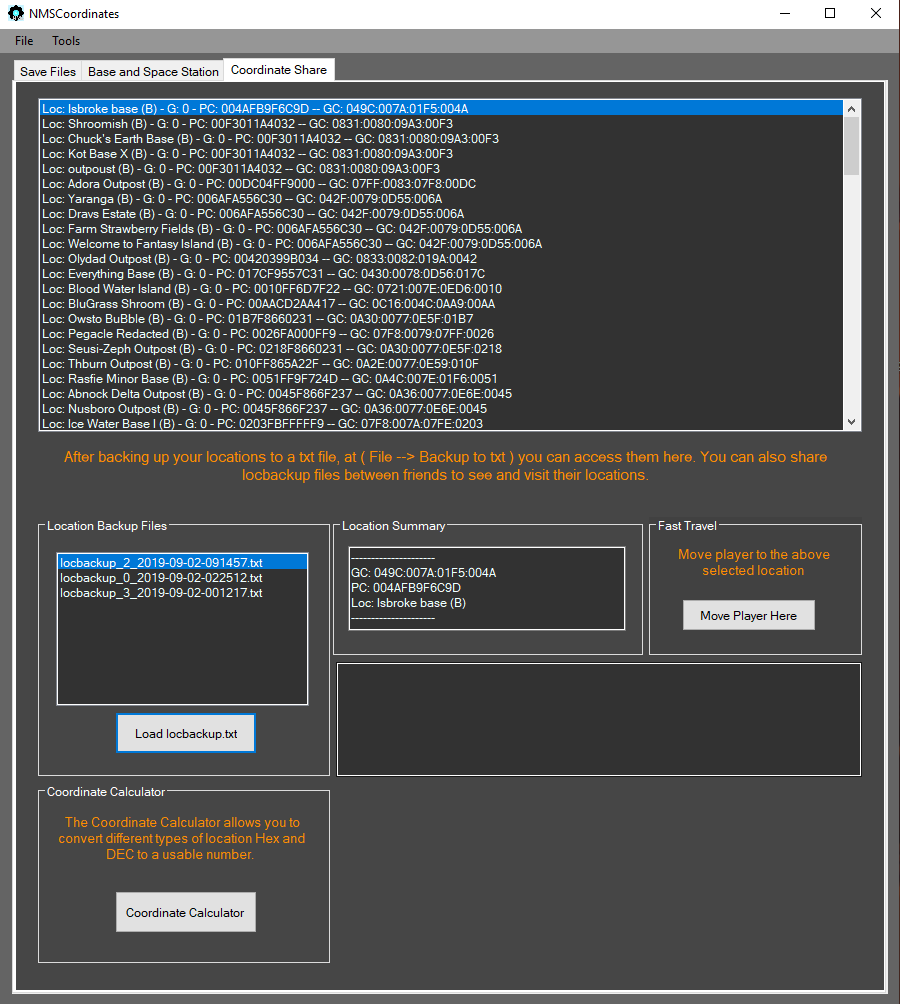 NMSCoordinates
File Tools
Save Files Base and Space Station Coordinate Share
Loc: Isbroke base (B) - G: 0 - PC: 004AFB9F6C9D -- GC: 049C:007A:01F5:004A
Loc: Shroomish (B) - G: 0 - PC: 00F3011A4032 -- GC: 0831:0080:09A3:00F3
Loc: Chuck's Earth Base (B) - G: 0 - PC: 00F3011A4032 -- GC: 0831:0080:09A3:00F3
Loc: Kot Base X (B) - G: 0 - PC: 00F3011A4032 -- GC: 0831:0080:09A3:00F3
Loc: outpoust (B) - G: 0 - PC: 00F3011A4032 -- GC: 0831:0080:09A3:00F3
Loc: Adora Outpost (B) - G: 0 - PC: 00DC04FF9000 -- GC: 07FF:0083:07F8:00DC
Loc: Yaranga (B) - G: 0 - PC: 006AFA556C30 -- GC: 042F:0079:0D55:006A
Loc: Dravs Estate (B) - G: 0 - PC: 006AFA556C30 -- GC: 042F:0079:0D55:006A
Loc: Farm Strawberry Fields (B) - G: 0 - PC: 006AFA556C30 -- GC: 042F:0079:0D55:006A
Loc: Welcome to Fantasy Island (B) - G: 0 - PC: 006AFA556C30 -- GC: 042F:0079:0D55:006A
Loc: Olydad Outpost (B) - G: 0 - PC: 00420399B034 -- GC: 0833:0082:019A:0042
Loc: Everything Base (B) - G: 0 - PC: 017CF9557C31 -- GC: 0430:0078:0D56:017C
Loc: Blood Water Island (B) - G: 0 - PC: 0010FF6D7F22 -- GC: 0721:007E:0ED6:0010
Loc: BluGrass Shroom (B) - G: 0 - PC: 00AACD2AA417 -- GC: 0C16:004C:0AA9:00AA
Loc: Owsto BuBble (B) - G: 0 - PC: 01B7F8660231 -- GC: 0A30:0077:0E5F:01B7
Loc: Pegacle Redacted (B) - G: 0 - PC: 0026FA000FF9 -- GC: 07F8:0079:07FF:0026
Loc: Seusi-Zeph Outpost (B) - G: 0 - PC: 0218F8660231 -- GC: 0A30:0077:0E5F:0218
Loc: Thburn Outpost (B) - G: 0 - PC: 010FF865A22F -- GC: 0A2E:0077:0E59:010F
Loc: Rasfie Minor Base (B) - G: 0 - PC: 0051FF9F724D -- GC: 0A4C:007E:01F6:0051
Loc: Abnock Delta Outpost (B) - G: 0 - PC: 0045F866F237 -- GC: 0A36:0077:0E6E:0045
Loc: Nusboro Outpost (B) - G: 0 - PC: 0045F866F237 -- GC: 0A36:0077:0E6E:0045
Loc: Ice Water Base I (B) - G: 0 - PC: 0203FBFFFFF9 -- GC: 07F8:007A:07FE:0203
After backing up your locations to a txt file, at ( File --> Backup to txt ) you can access them here. You can also share
locbackup files between friends to see and visit their locations.
Location Backup Files
locbackup_2_2019-09-02-091457.txt
locbackup_0_2019-09-02-022512.txt
locbackup_3_2019-09-02-001217.txt
Load locbackup.txt
Location Summary
---------------------
GC: 049C:007A:01F5:004A
PC: 004AFB9F6C9D
Loc: Isbroke base (B)
---------------------
Fast Travel
Move player to the above
selected location
Move Player Here
Coordinate Calculator
The Coordinate Calculator allows you to
convert different types of location Hex and
DEC to a usable number.
Coordinate Calculator